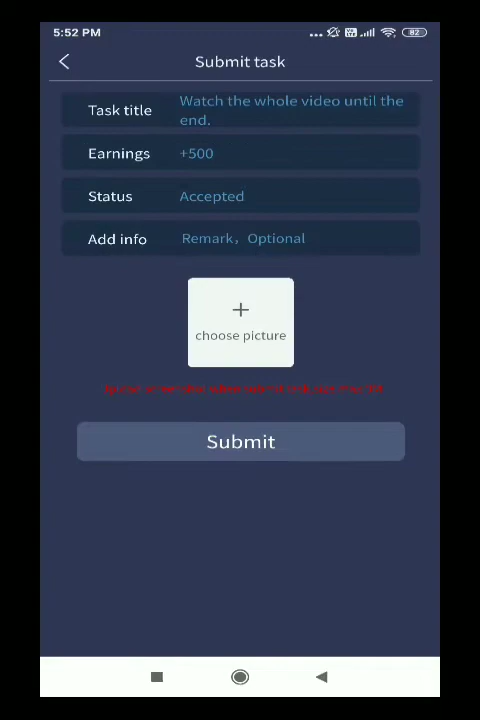 5:52 PM
82
Submit task
Task title
Watch the whole video until the
end.
Earnings
+500
Status
Accepted
Add info
Remark，Optional
+
choose picture
Submit